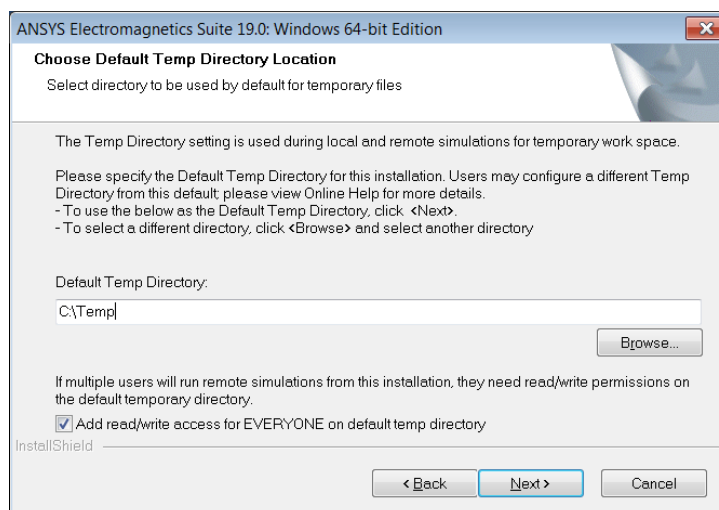 ANSYS Electromagnetics Suite 19.0: Windows 64-bit Edition
Choose Default Temp Directory Location
Select directory to be used by default for temporary files
The Temp Directory setting is used during local and remote simulations for temporary work space.
Please specify the Default Temp Directory for this installation. Users may configure a different Temp
Directory from this default; please view Online Help for more details.
- To use the below as the Default Temp Directory, click <Next>.
- To select a different directory, click <Browse> and select another directory
Default Temp Directory:
C:\Temp
Browse...
If multiple users will run remote simulations from this installation, they need read/write permissions on
the default temporary directory.
Add read/write access for EVERYONE on default temp directory
InstallShield
< Back
Next >
Cancel